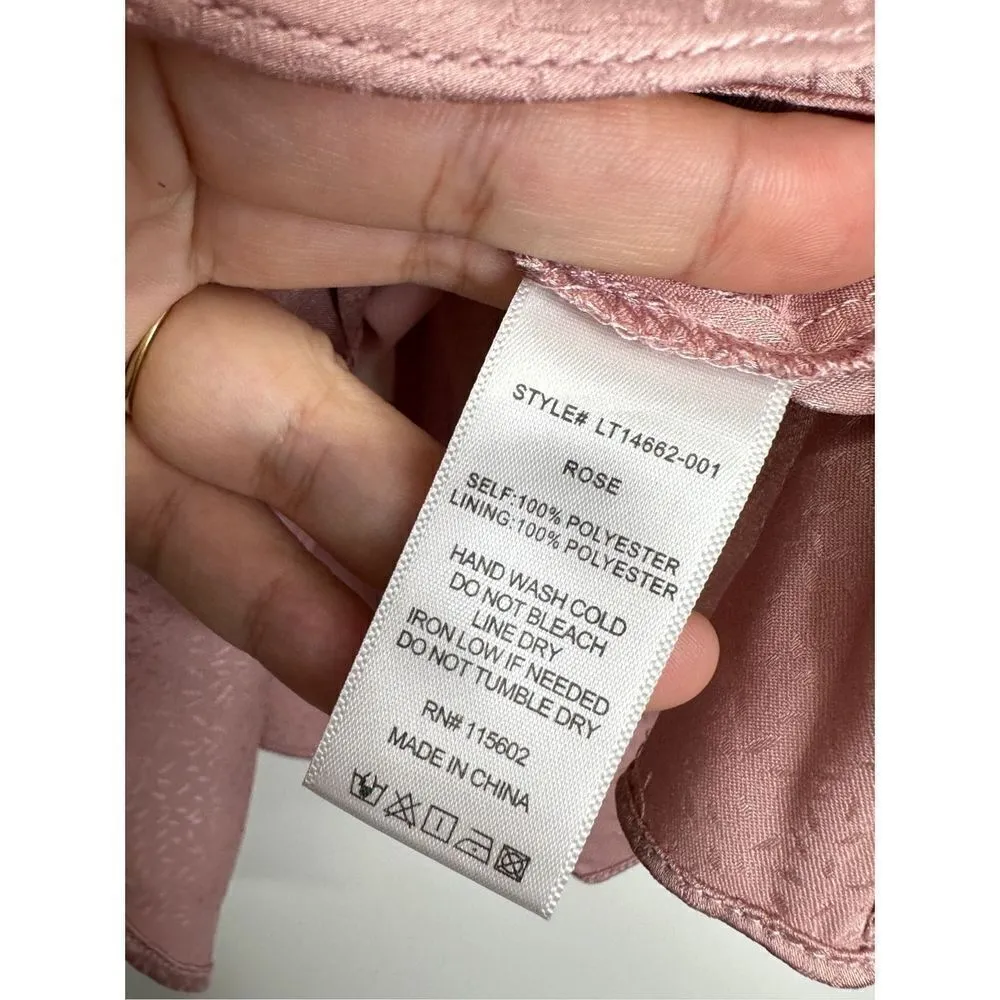 STYLE# LT14662-001
ROSE
SELF:100% POLYESTER
LINING:100% POLYESTER
HAND WASH COLD
DO NOT BLEACH
LINE DRY
IRON LOW IF NEEDED
DO NOT TUMBLE DRY
RN# 115602
MADE IN CHINA